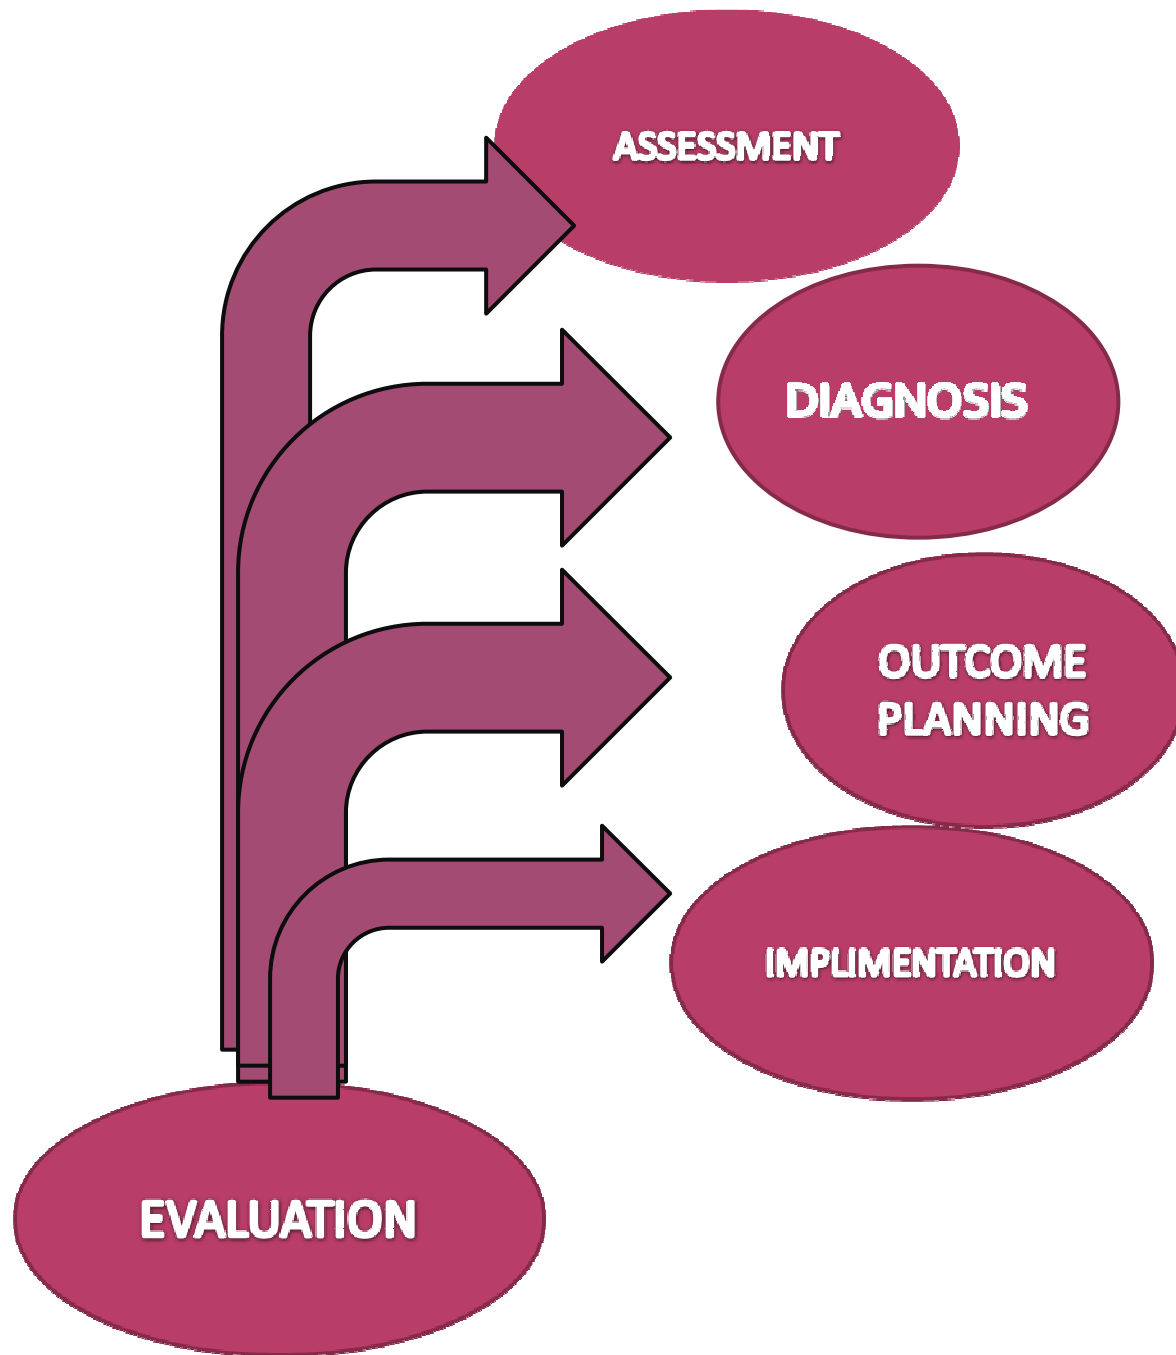 ASSESSMENT
DIAGNOSIS
OUTCOME
PLANNING
IMPLIMENTATION
EVALUATION